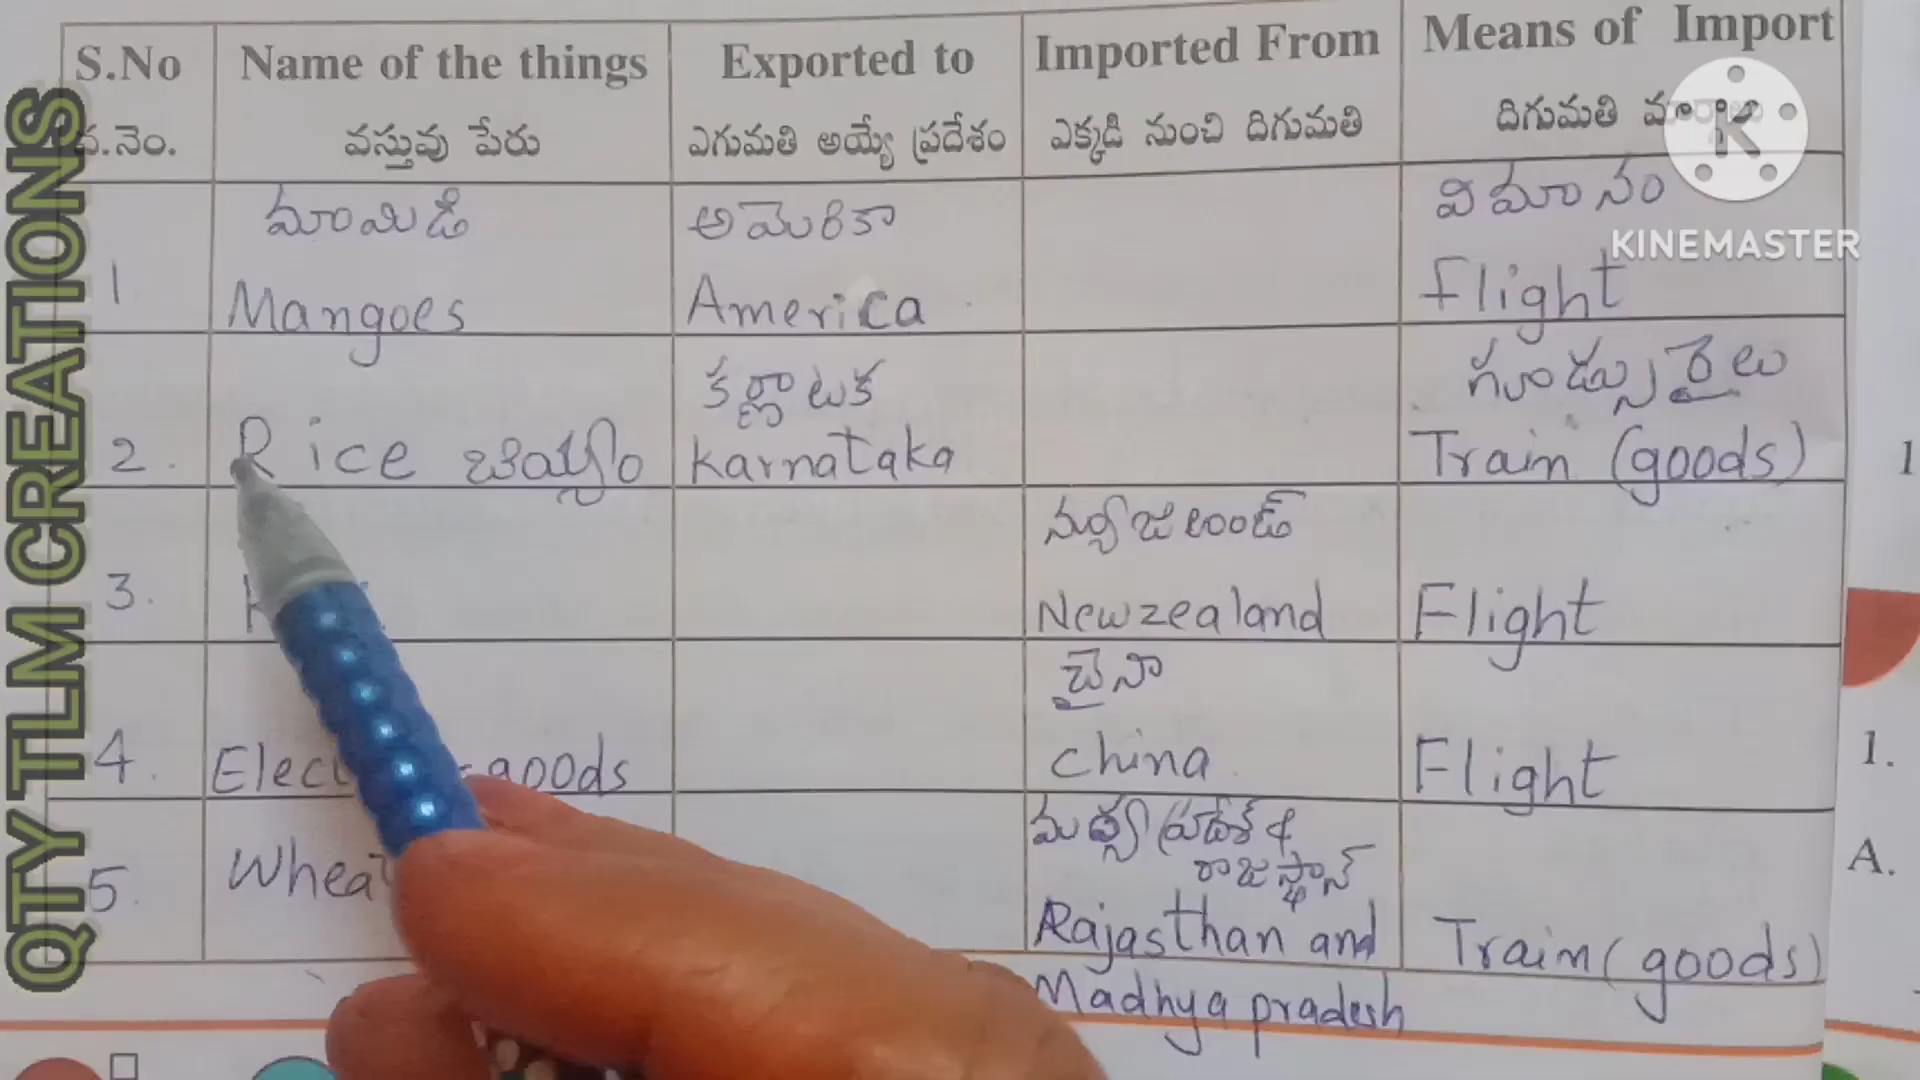 QTY TLM CREATIONS
S.No
Name of the things
Exported to
Imported From
Means of Import
వ.నెం.
వస్తువు పేరు
ఎగుమతి అయ్యే ప్రదేశం
ఎక్కడి నుంచి దిగుమతి
దిగుమతి
KINEMASTER
మామిడి
అమెరికా
విమానం
1
Mangoes
America
flight
కర్ణాటక
గూడ్సు రైలు
2.
Rice బియ్యం
Karnataka
Train (goods)
1
న్యూజిలాండ్
3.
Newzealand
Flight
చైనా
4.
goods
China
Flight
1.
మధ్యప్రదేశ్ &
రాజస్థాన్
5.
Rajasthan and
Train (goods)
A.
Madhya pradesh